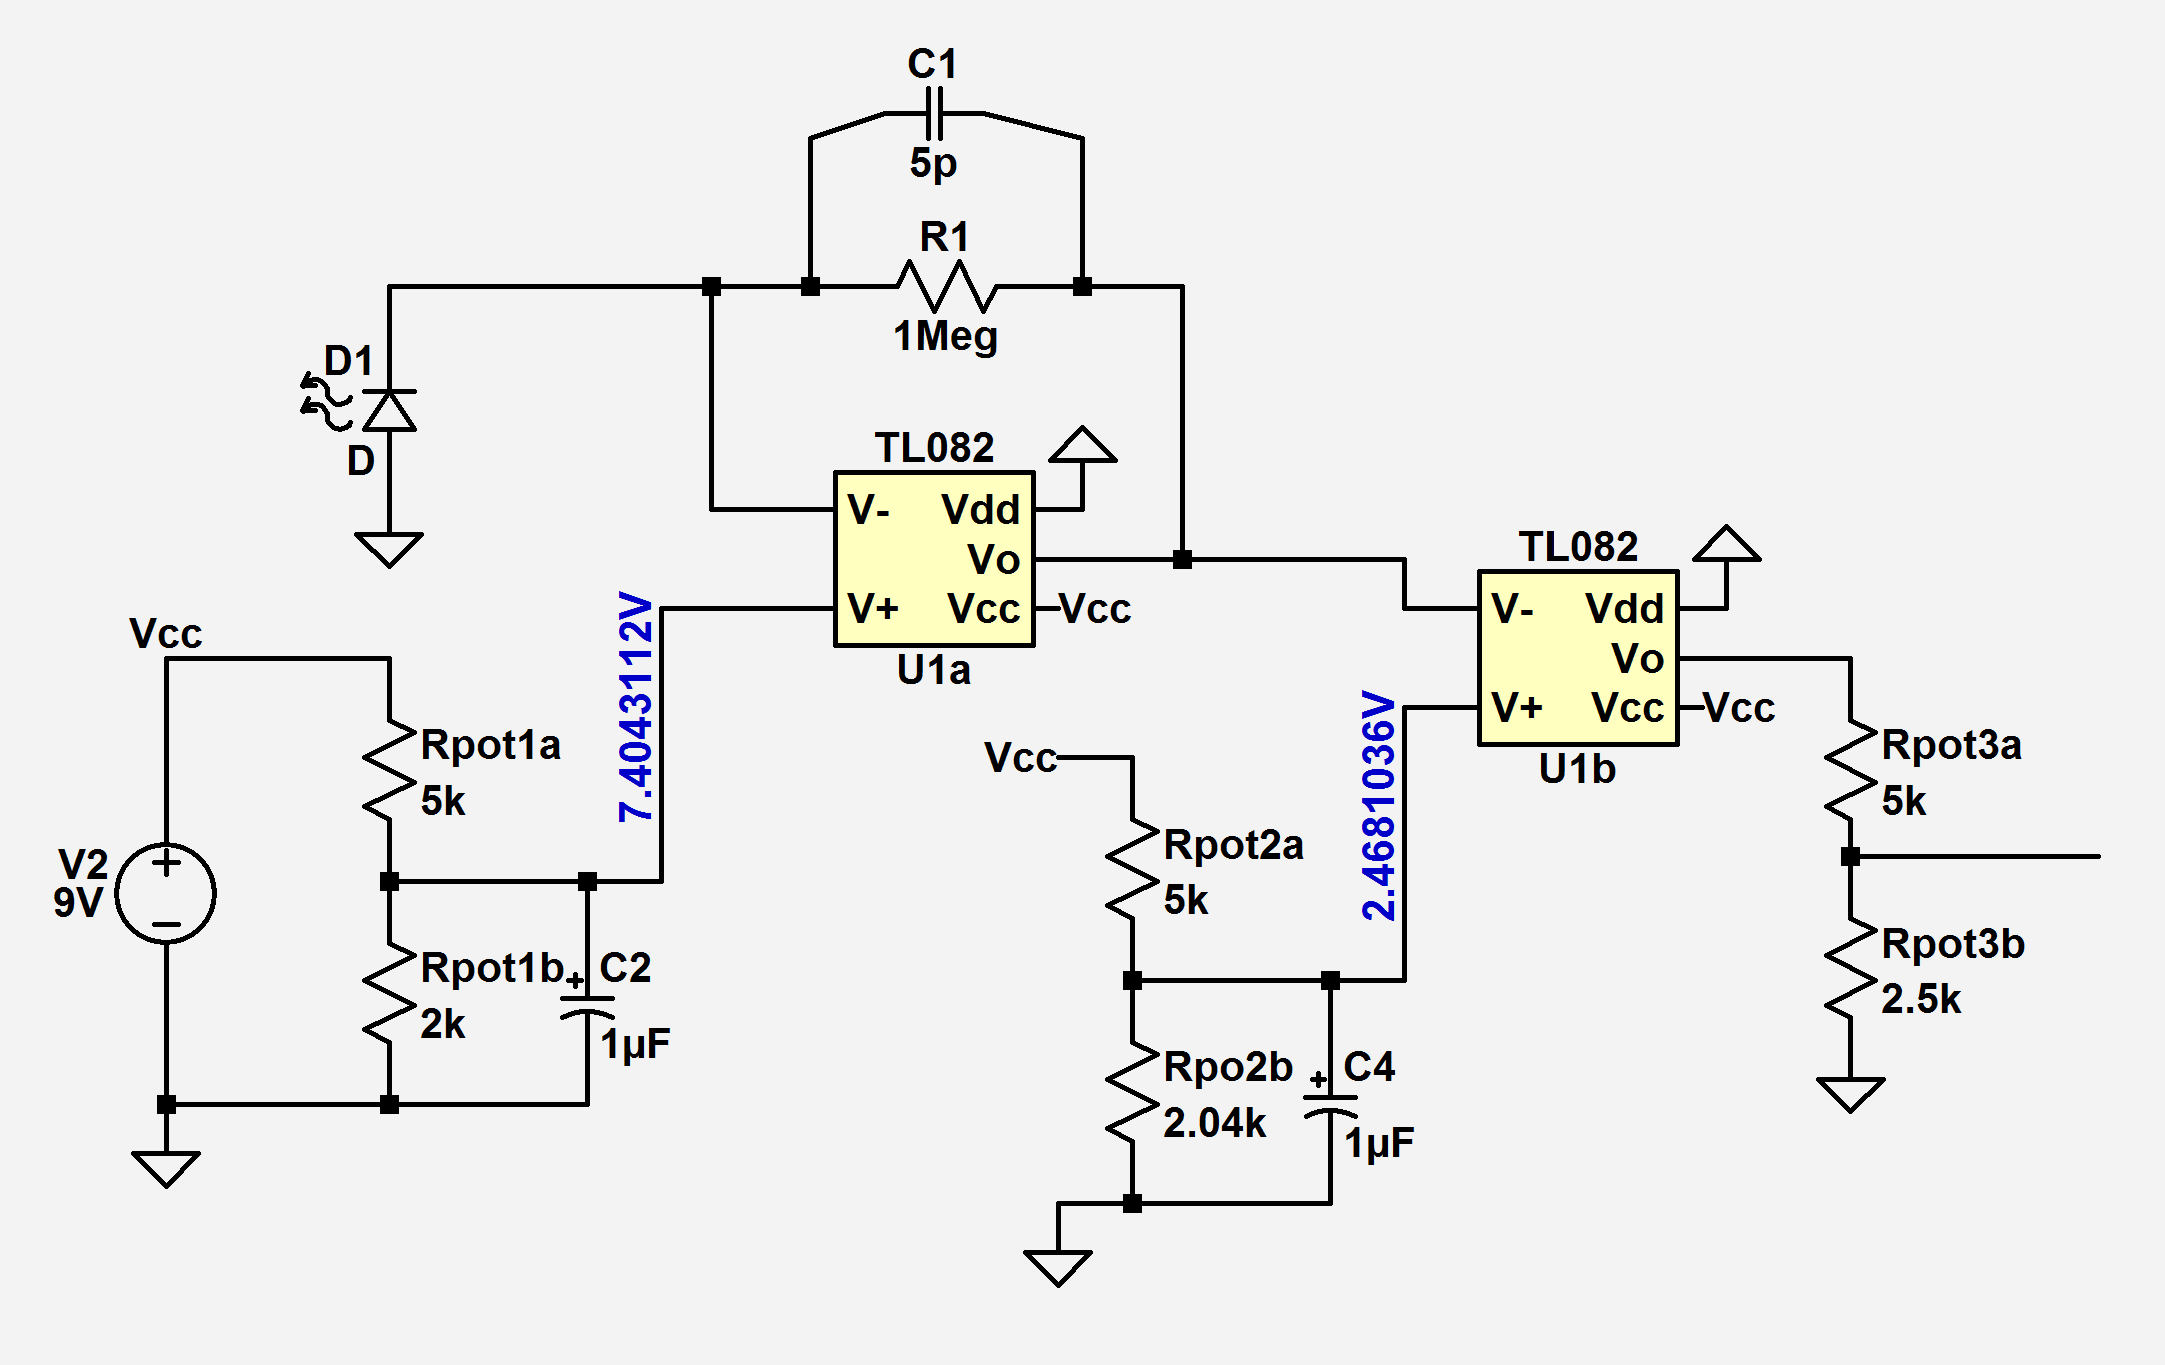 C1
5p
R1
1Meg
D1
D
TL082
V-
Vdd
Vo
V+
Vcc
Vcc
U1a
7.4043112V
TL082
V-
Vdd
Vo
V+
Vcc
Vcc
U1b
2.4681036V
Vcc
V2
9V
Rpot1a
5k
Rpot1b
2k
+
C2
1µF
Vcc
Rpot2a
5k
Rpo2b
2.04k
+
C4
1µF
Rpot3a
5k
Rpot3b
2.5k